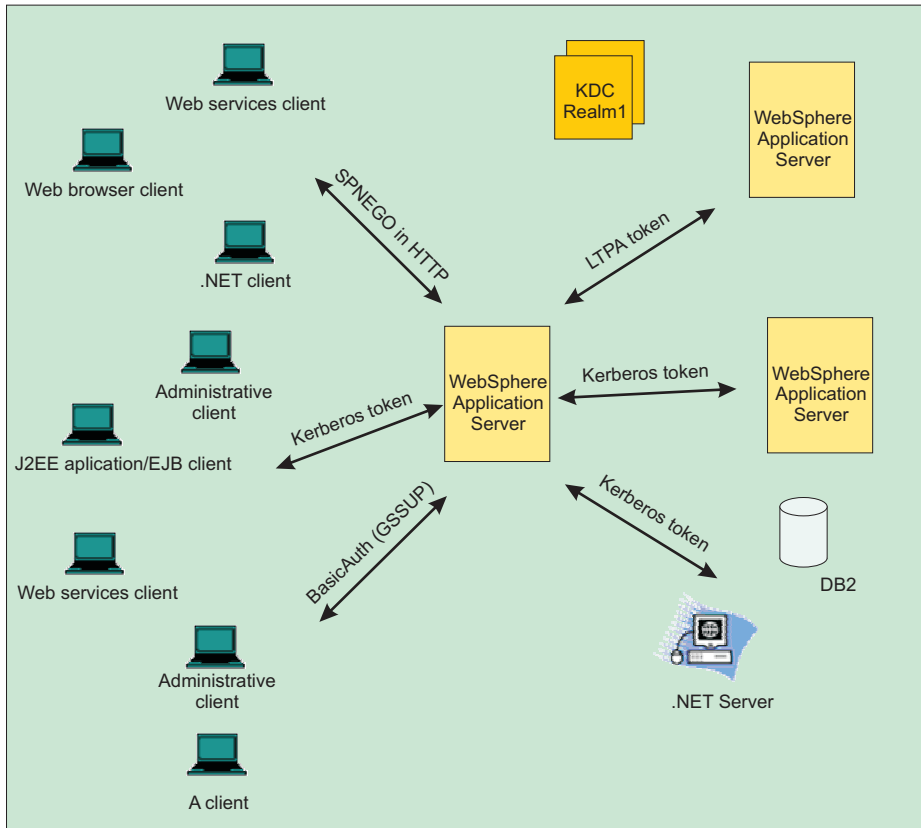 Web services client
KDC
Realm1
WebSphere
Application
Server
Web browser client
SPNEGO in HTTP
LTPA token
.NET client
Administrative
client
WebSphere
Application
Server
Kerberos token
Kerberos token
WebSphere
Application
Server
J2EE aplication/EJB client
BasicAuth (GSSUP)
Kerberos token
Web services client
DB2
Administrative
client
.NET Server
A client